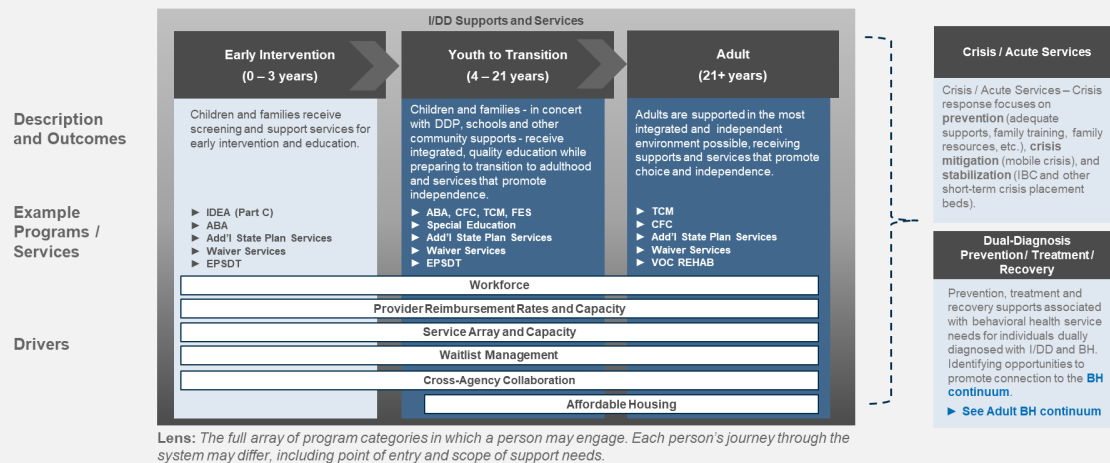 I/DD Supports and Services
Early Intervention
(0 – 3 years)
Youth to Transition
(4 – 21 years)
Adult
(21+ years)
Description
and Outcomes
Children and families receive
screening and support services for
early intervention and education.
Children and families - in concert
with DDP, schools and other
community supports - receive
integrated, quality education while
preparing to transition to adulthood
and services that promote
independence.
Adults are supported in the most
integrated and independent
environment possible, receiving
supports and services that promote
choice and independence.
Example
Programs /
Services
► IDEA (Part C)
► ABA
► Add'l State Plan Services
► Waiver Services
► EPSDT
► ABA, CFC, TCM, FES
► Special Education
► Add'l State Plan Services
► Waiver Services
► EPSDT
► TCM
► CFC
► Add'l State Plan Services
► Waiver Services
► VOC REHAB
Drivers
Workforce
Provider Reimbursement Rates and Capacity
Service Array and Capacity
Waitlist Management
Cross-Agency Collaboration
Affordable Housing
Lens: The full array of program categories in which a person may engage. Each person's journey through the
system may differ, including point of entry and scope of support needs.
Crisis / Acute Services
Crisis / Acute Services – Crisis
response focuses on
prevention (adequate
supports, family training, family
resources, etc.), crisis
mitigation (mobile crisis), and
stabilization (IBC and other
short-term crisis placement
beds).
Dual-Diagnosis
Prevention / Treatment /
Recovery
Prevention, treatment and
recovery supports associated
with behavioral health service
needs for individuals dually
diagnosed with I/DD and BH.
Identifying opportunities to
promote connection to the BH
continuum.
► See Adult BH continuum